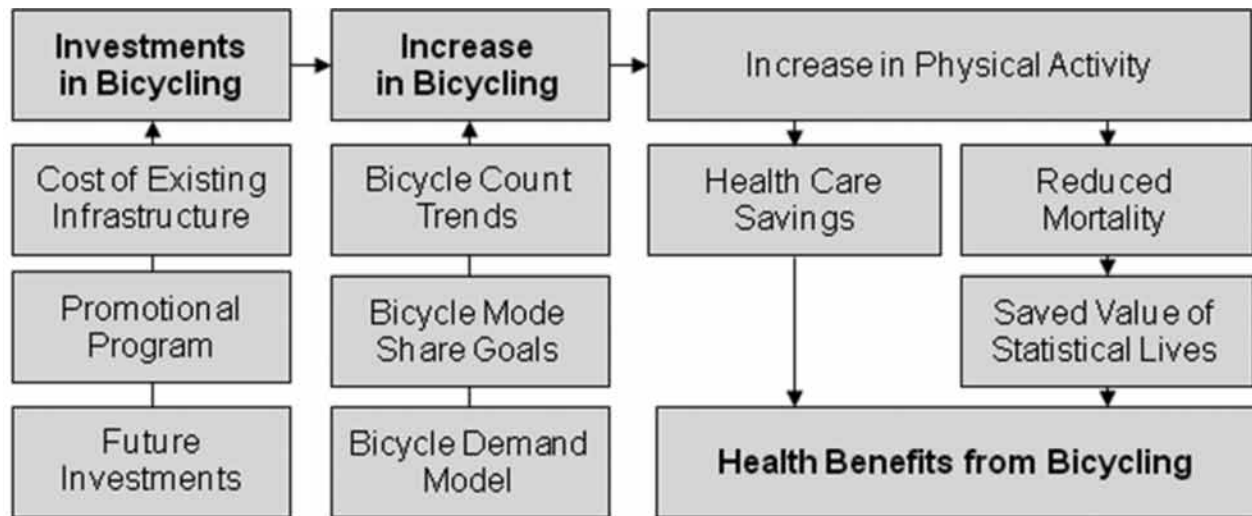 Investments
in Bicycling
Increase
in Bicycling
Increase in Physical Activity
Cost of Existing
Infrastructure
Bicycle Count
Trends
Health Care
Savings
Reduced
Mortality
Promotional
Program
Bicycle Mode
Share Goals
Saved Value of
Statistical Lives
Future
Investments
Bicycle Demand
Model
Health Benefits from Bicycling